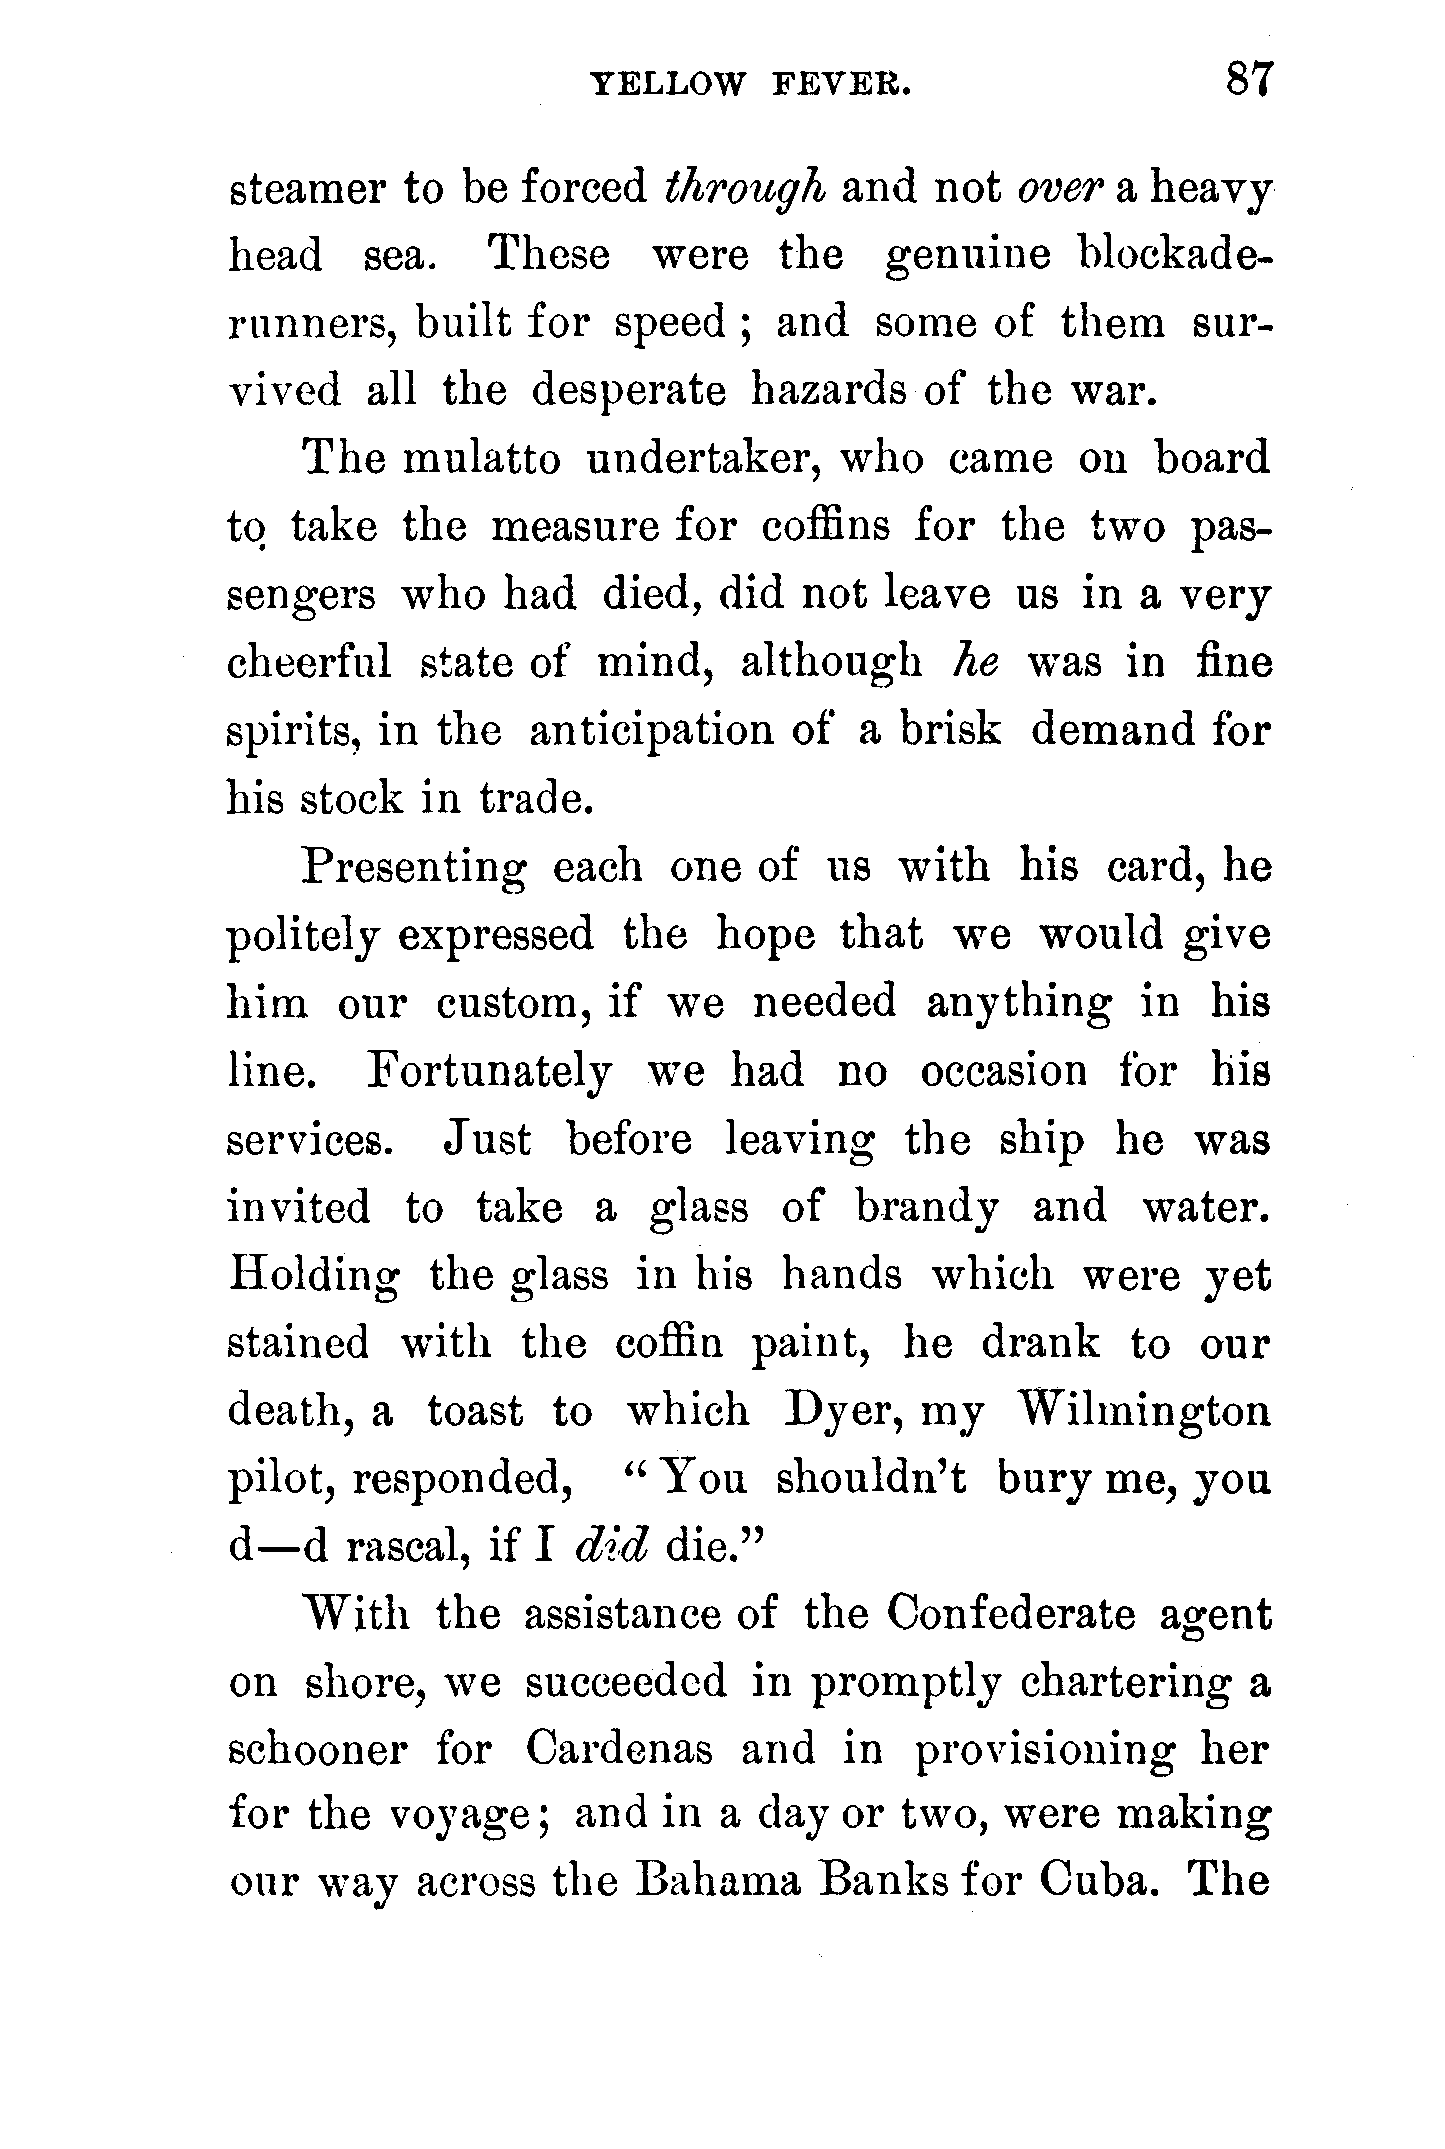 YELLOW FEVER. 87
steamer to be forced through and not over a heavy
head sea. These were the genuine blockade-
runners, built for speed ; and some of them sur-
vived all the desperate hazards of the war.
The mulatto undertaker, who came on board
to take the measure for coffins for the two pas-
sengers who had died, did not leave us in a very
cheerful state of mind, although he was in fine
spirits, in the anticipation of a brisk demand for
his stock in trade.
Presenting each one of us with his card, he
politely expressed the hope that we would give
him our custom, if we needed anything in his
line. Fortunately we had no occasion for his
services. Just before leaving the ship he was
invited to take a glass of brandy and water.
Holding the glass in his hands which were yet
stained with the coffin paint, he drank to our
death, a toast to which Dyer, my Wilmington
pilot, responded, “ You shouldn’t bury me, you
d—d rascal, if I did die.”
With the assistance of the Confederate agent
on shore, we succeeded in promptly chartering a
schooner for Cardenas and in provisioning her
for the voyage; and in a day or two, were making
our way across the Bahama Banks for Cuba. The